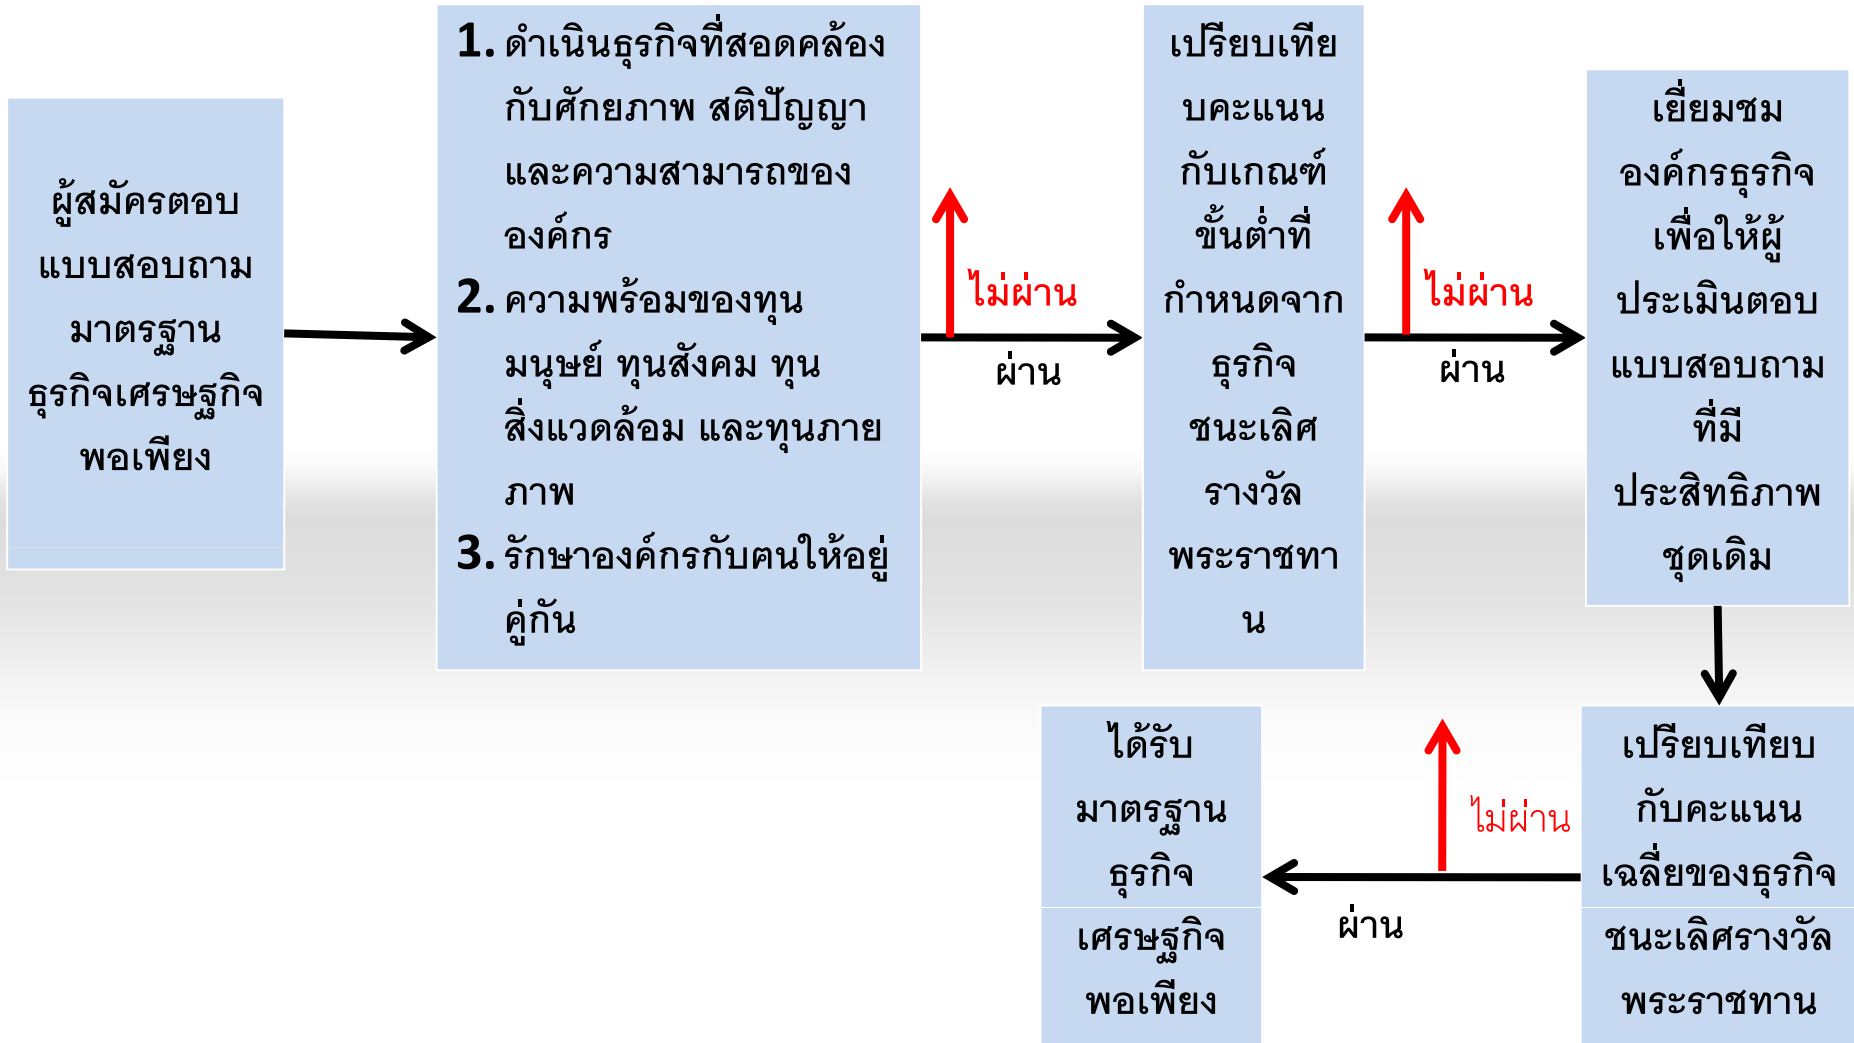 ผู้สมัครตอบ
แบบสอบถาม
มาตรฐาน
ธุรกิจเศรษฐกิจ
พอเพียง
1. ดำเนินธุรกิจที่สอดคล้อง
กับศักยภาพ สติปัญญา
และความสามารถของ
องค์กร
2. ความพร้อมของทุน
มนุษย์ ทุนสังคม ทุน
สิ่งแวดล้อม และทุนภาย
ภาพ
3. รักษาองค์กรกับตนให้อยู่
คู่กัน
ไม่ผ่าน
ผ่าน
เปรียบเทีย
บคะแนน
กับเกณฑ์
ขั้นต่ำที่
กำหนดจาก
ธุรกิจ
ชนะเลิศ
รางวัล
พระราชทา
น
ไม่ผ่าน
ผ่าน
เยี่ยมชม
องค์กรธุรกิจ
เพื่อให้ผู้
ประเมินตอบ
แบบสอบถาม
ที่มี
ประสิทธิภาพ
ชุดเดิม
เปรียบเทียบ
กับคะแนน
เฉลี่ยของธุรกิจ
ชนะเลิศรางวัล
พระราชทาน
ไม่ผ่าน
ผ่าน
ได้รับ
มาตรฐาน
ธุรกิจ
เศรษฐกิจ
พอเพียง